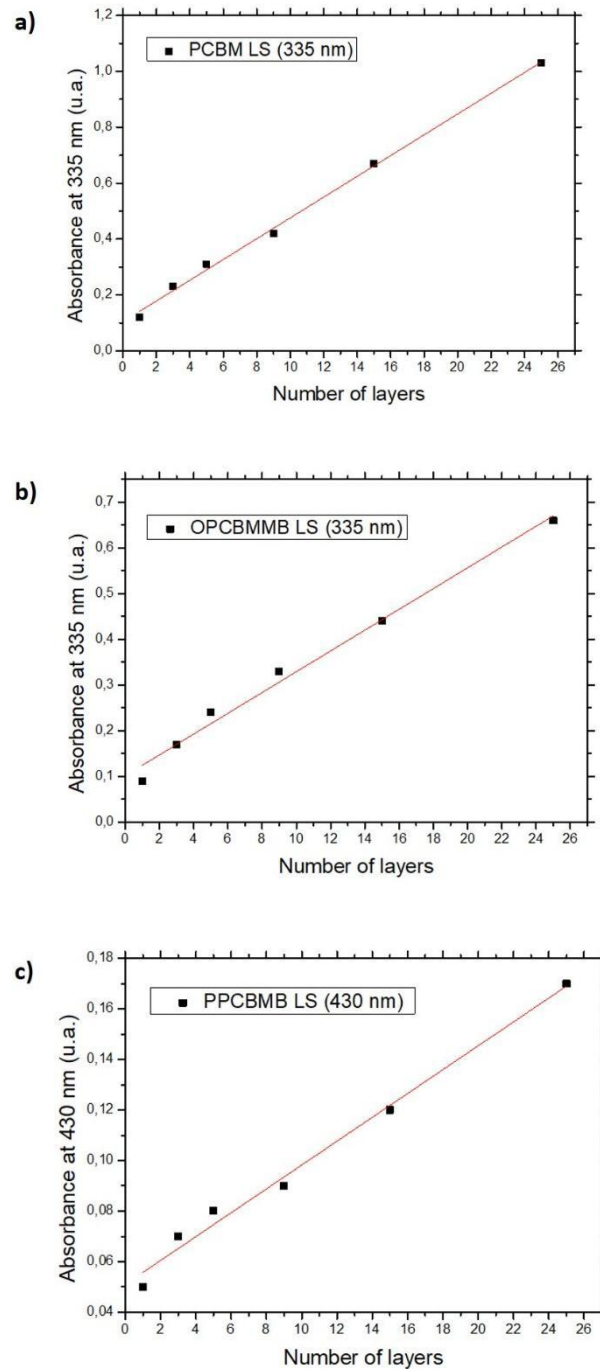 a)
1,2
PCBM LS (335 nm)
1,0
0,8
0,6
0,4
0,2
0,0
Absorbance at 335 nm (u.a.)
0 2 4 6 8 10 12 14 16 18 20 22 24 26
Number of layers
b)
0,7
OPCBMMB LS (335 nm)
0,6
0,5
0,4
0,3
0,2
0,1
0,0
Absorbance at 335 nm (u.a.)
0 2 4 6 8 10 12 14 16 18 20 22 24 26
Number of layers
c)
0,18
PPCBMB LS (430 nm)
0,16
0,14
0,12
0,10
0,08
0,06
0,04
Absorbance at 430 nm (u.a.)
0 2 4 6 8 10 12 14 16 18 20 22 24 26
Number of layers